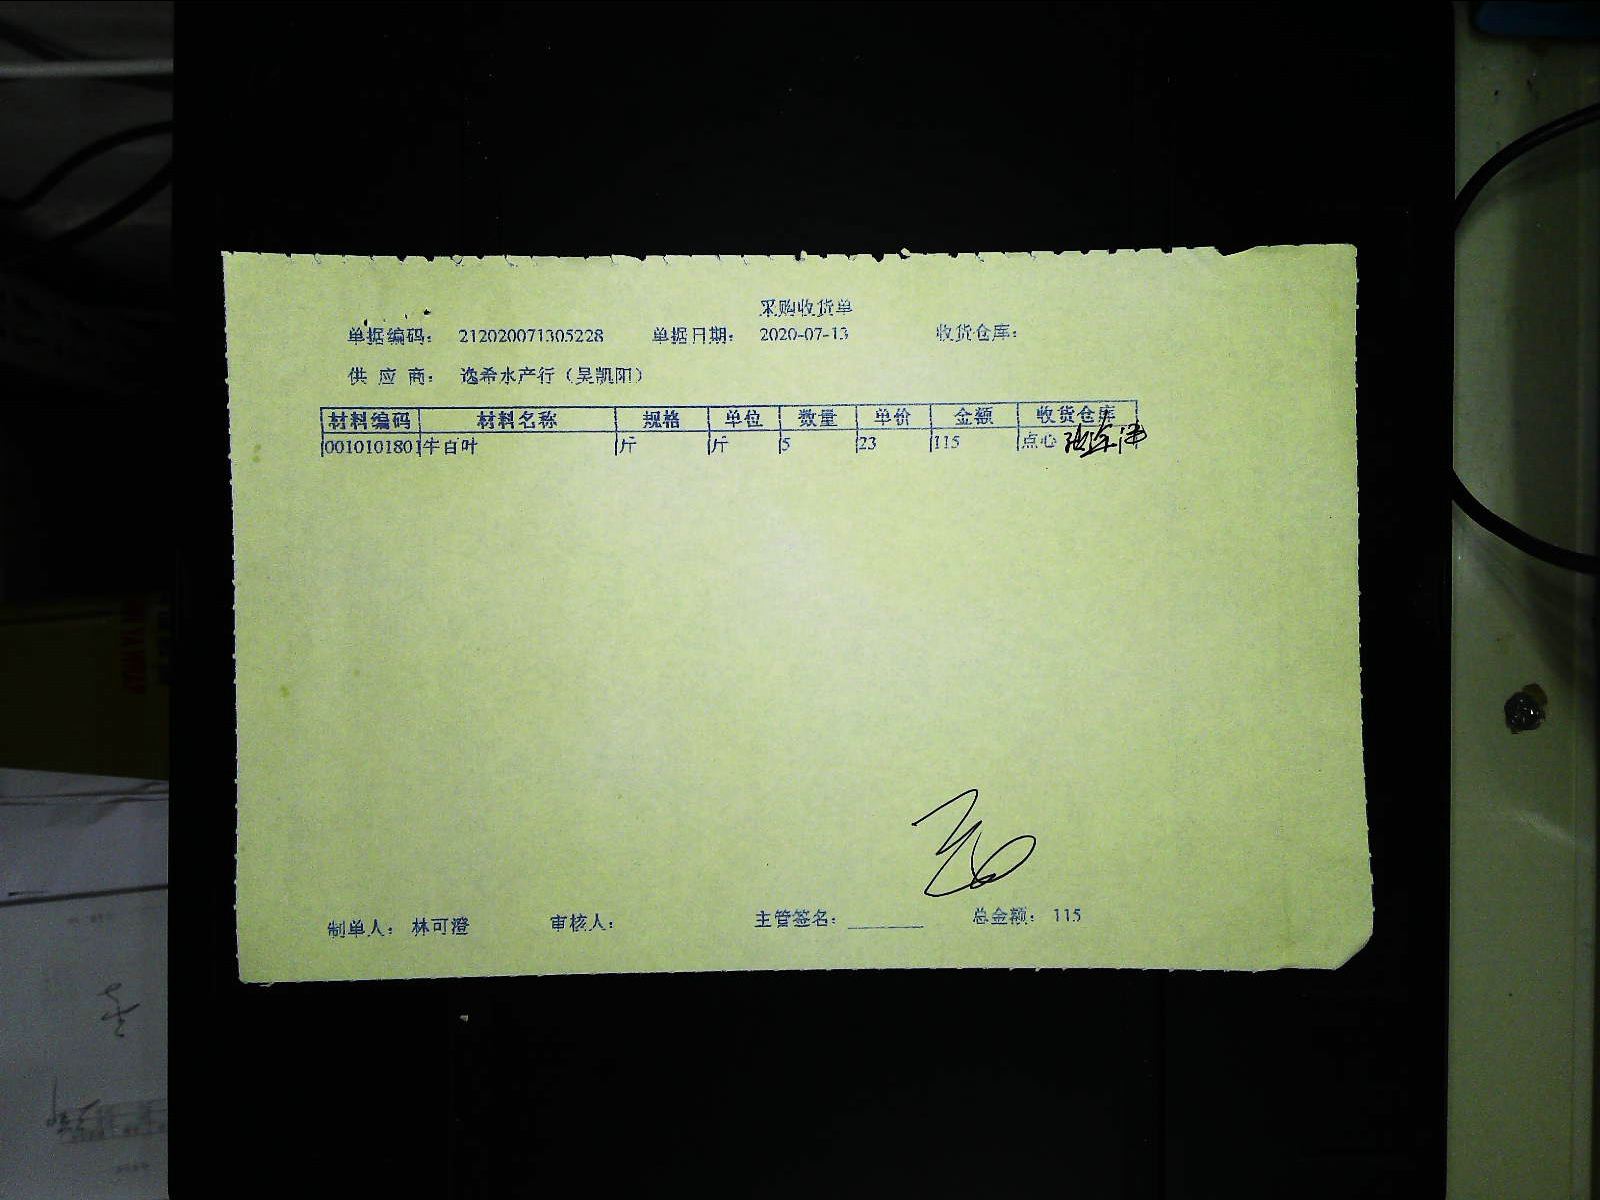 采购收货单
单据编码： 212020071305228 单据日期： 2020-07-13 收货仓库：
供 应 商： 逸希水产行（吴凯阳）
材料编码 材料名称 规格 单位 数量 单价 金额 收货仓库
0010101801 牛百叶 斤 斤 5 23 115 点心
制单人： 林可澄 审核人： 主管签名：________ 总金额： 115